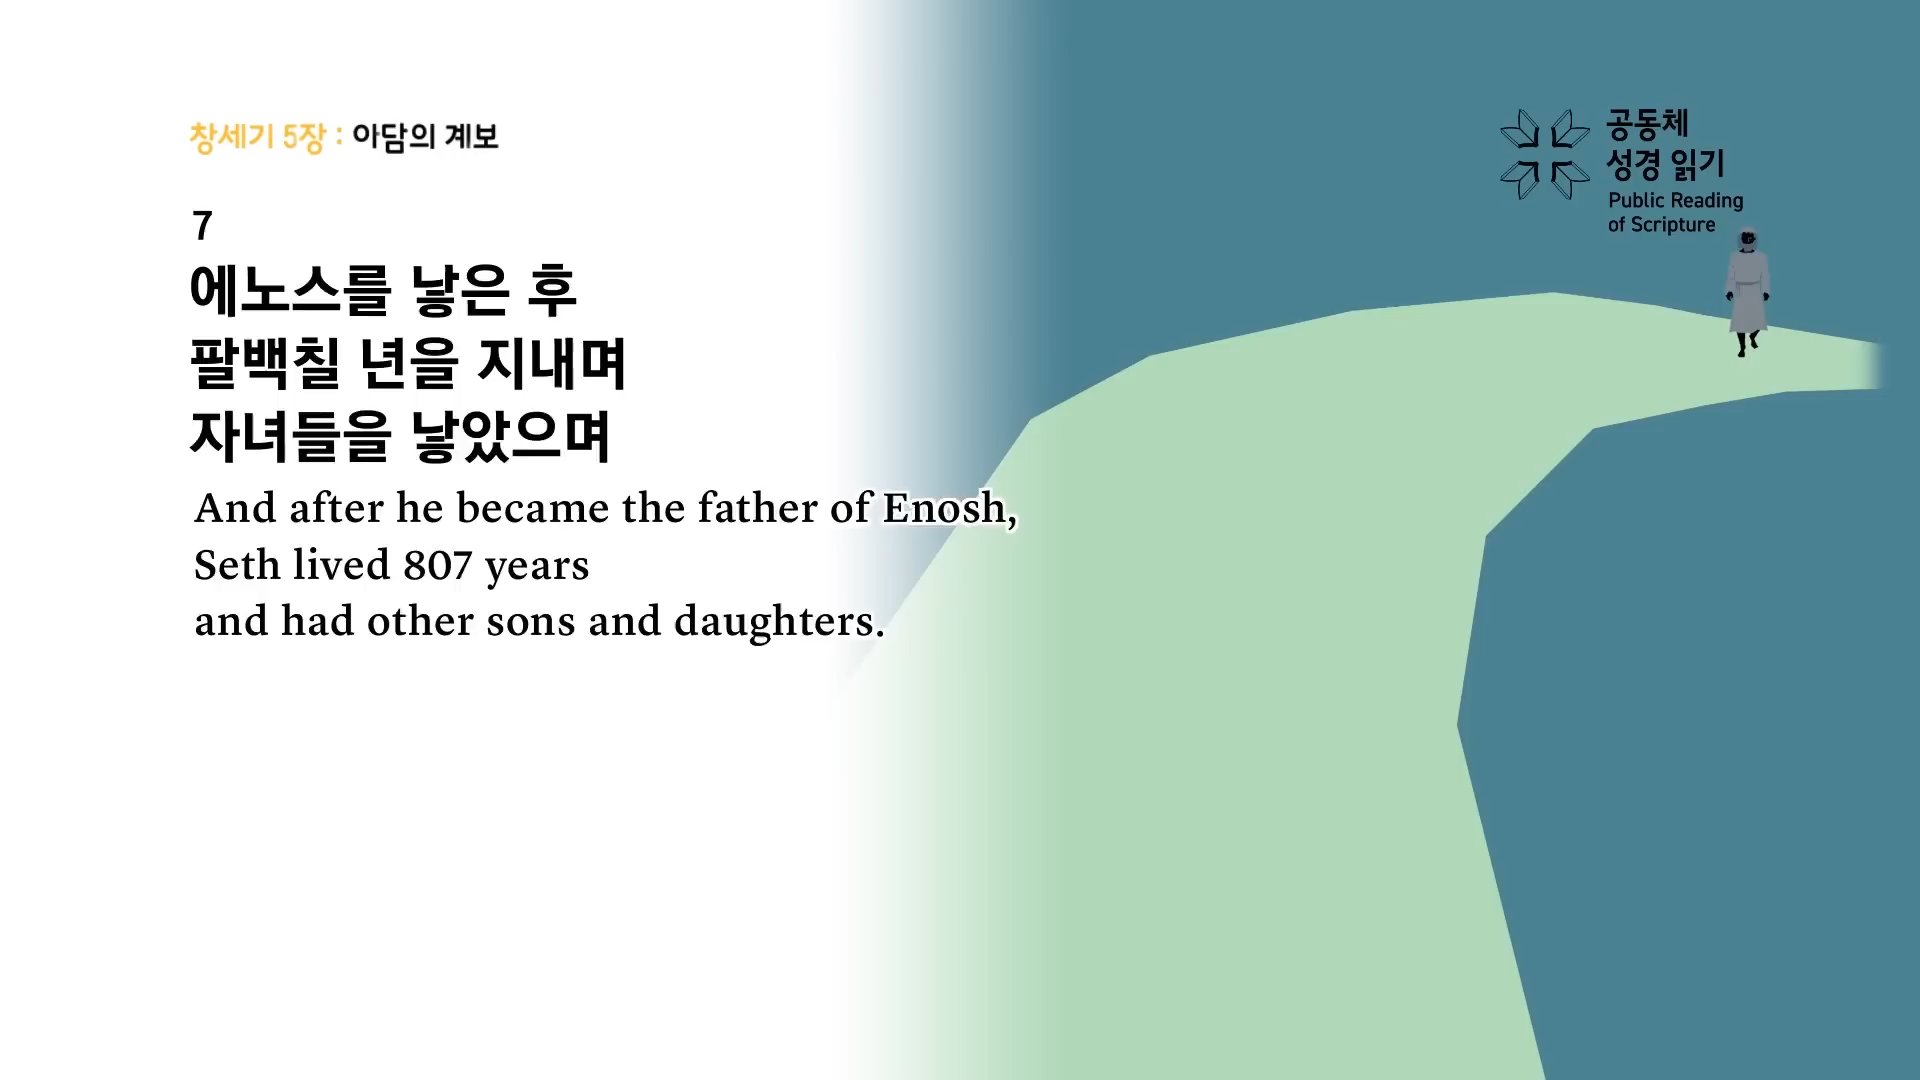 창세기 5장 : 아담의 계보
7
에노스를 낳은 후
팔백칠 년을 지내며
자녀들을 낳았으며
And after he became the father of Enosh,
Seth lived 807 years
and had other sons and daughters.
공동체
성경 읽기
Public Reading
of Scripture